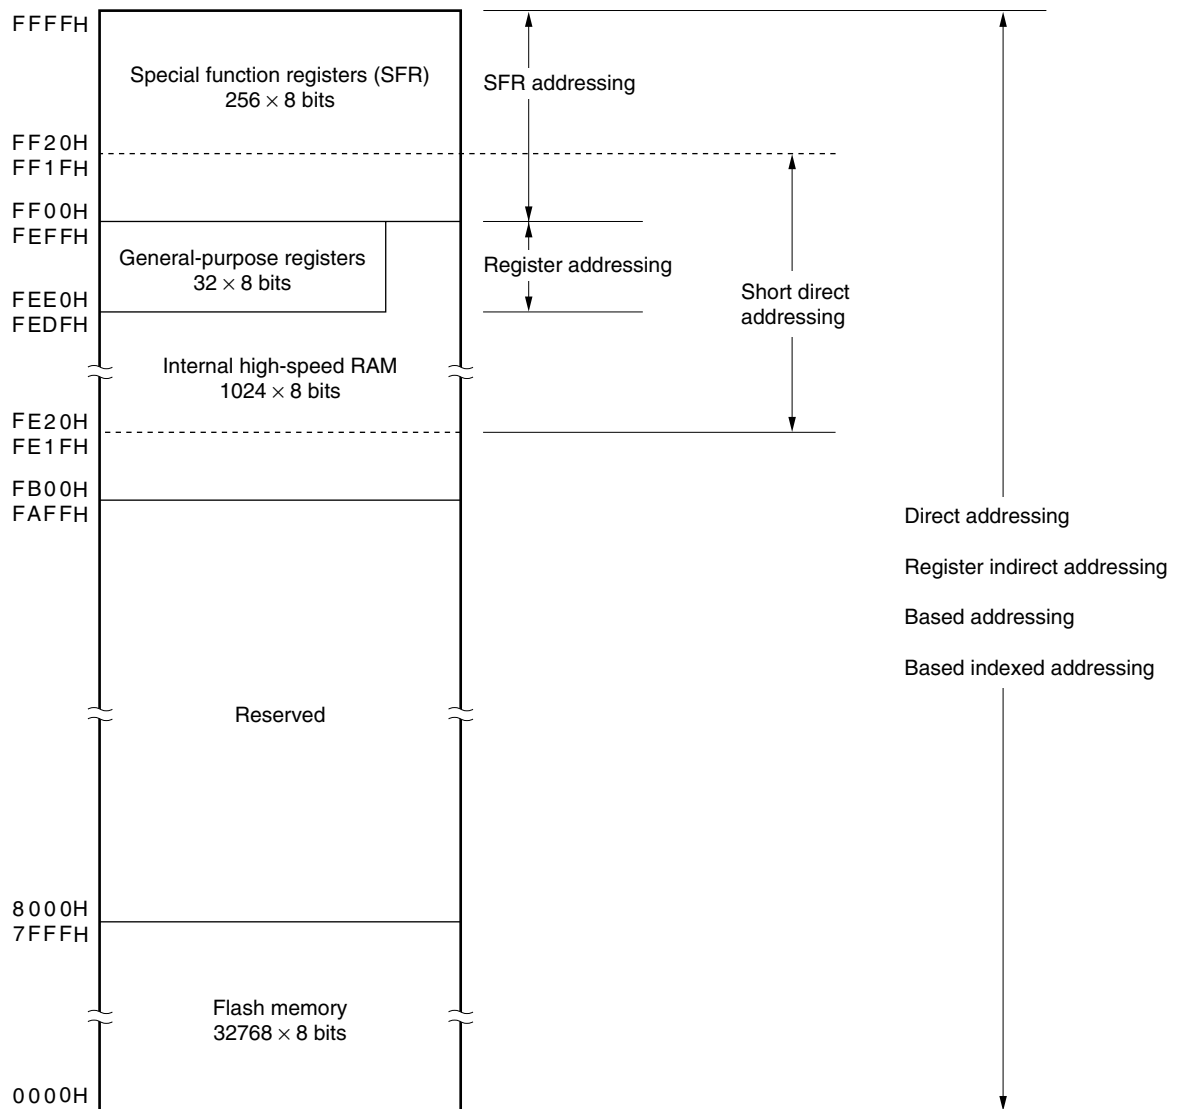 FFFFH
Special function registers (SFR)
256 × 8 bits
SFR addressing
FF20H
FF1FH
FF00H
FEFFH
General-purpose registers
32 × 8 bits
Register addressing
Short direct
addressing
FEE0H
FEDFH
Internal high-speed RAM
1024 × 8 bits
FE20H
FE1FH
FB00H
FAFFH
Direct addressing
Register indirect addressing
Based addressing
Based indexed addressing
Reserved
8000H
7FFFH
Flash memory
32768 × 8 bits
0000H